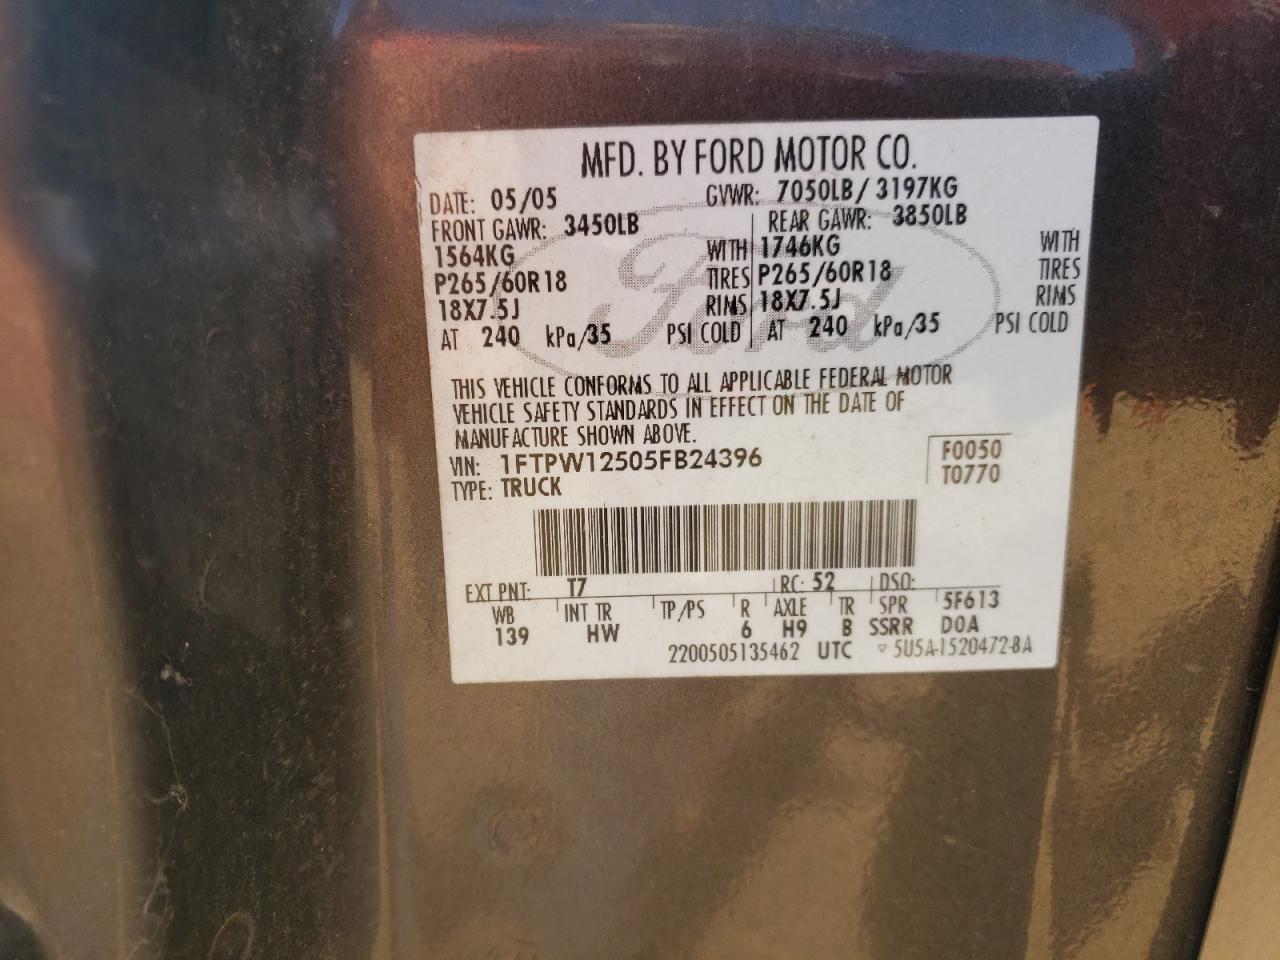 MFD. BY FORD MOTOR CO.
DATE: 05/05 GVWR: 7050LB/ 3197KG
FRONT GAWR: 3450LB REAR GAWR: 3850LB
1564KG WITH 1746KG WITH
P265/60R18 TIRES P265/60R18 TIRES
18X7.5J RIMS 18X7.5J RIMS
AT 240 kPa/35 PSI COLD AT 240 kPa/35 PSI COLD
Ford
THIS VEHICLE CONFORMS TO ALL APPLICABLE FEDERAL MOTOR
VEHICLE SAFETY STANDARDS IN EFFECT ON THE DATE OF
MANUFACTURE SHOWN ABOVE.
VIN: 1FTPW12505FB24396 F0050
TYPE: TRUCK T0770
EXT PNT: T7 RC: 52 DSO:
WB INT TR TP/PS R AXLE TR SPR 5F613
139 HW 6 H9 B SSRR DOA
2200505135462 UTC ▽ 5U5A-1520472-BA